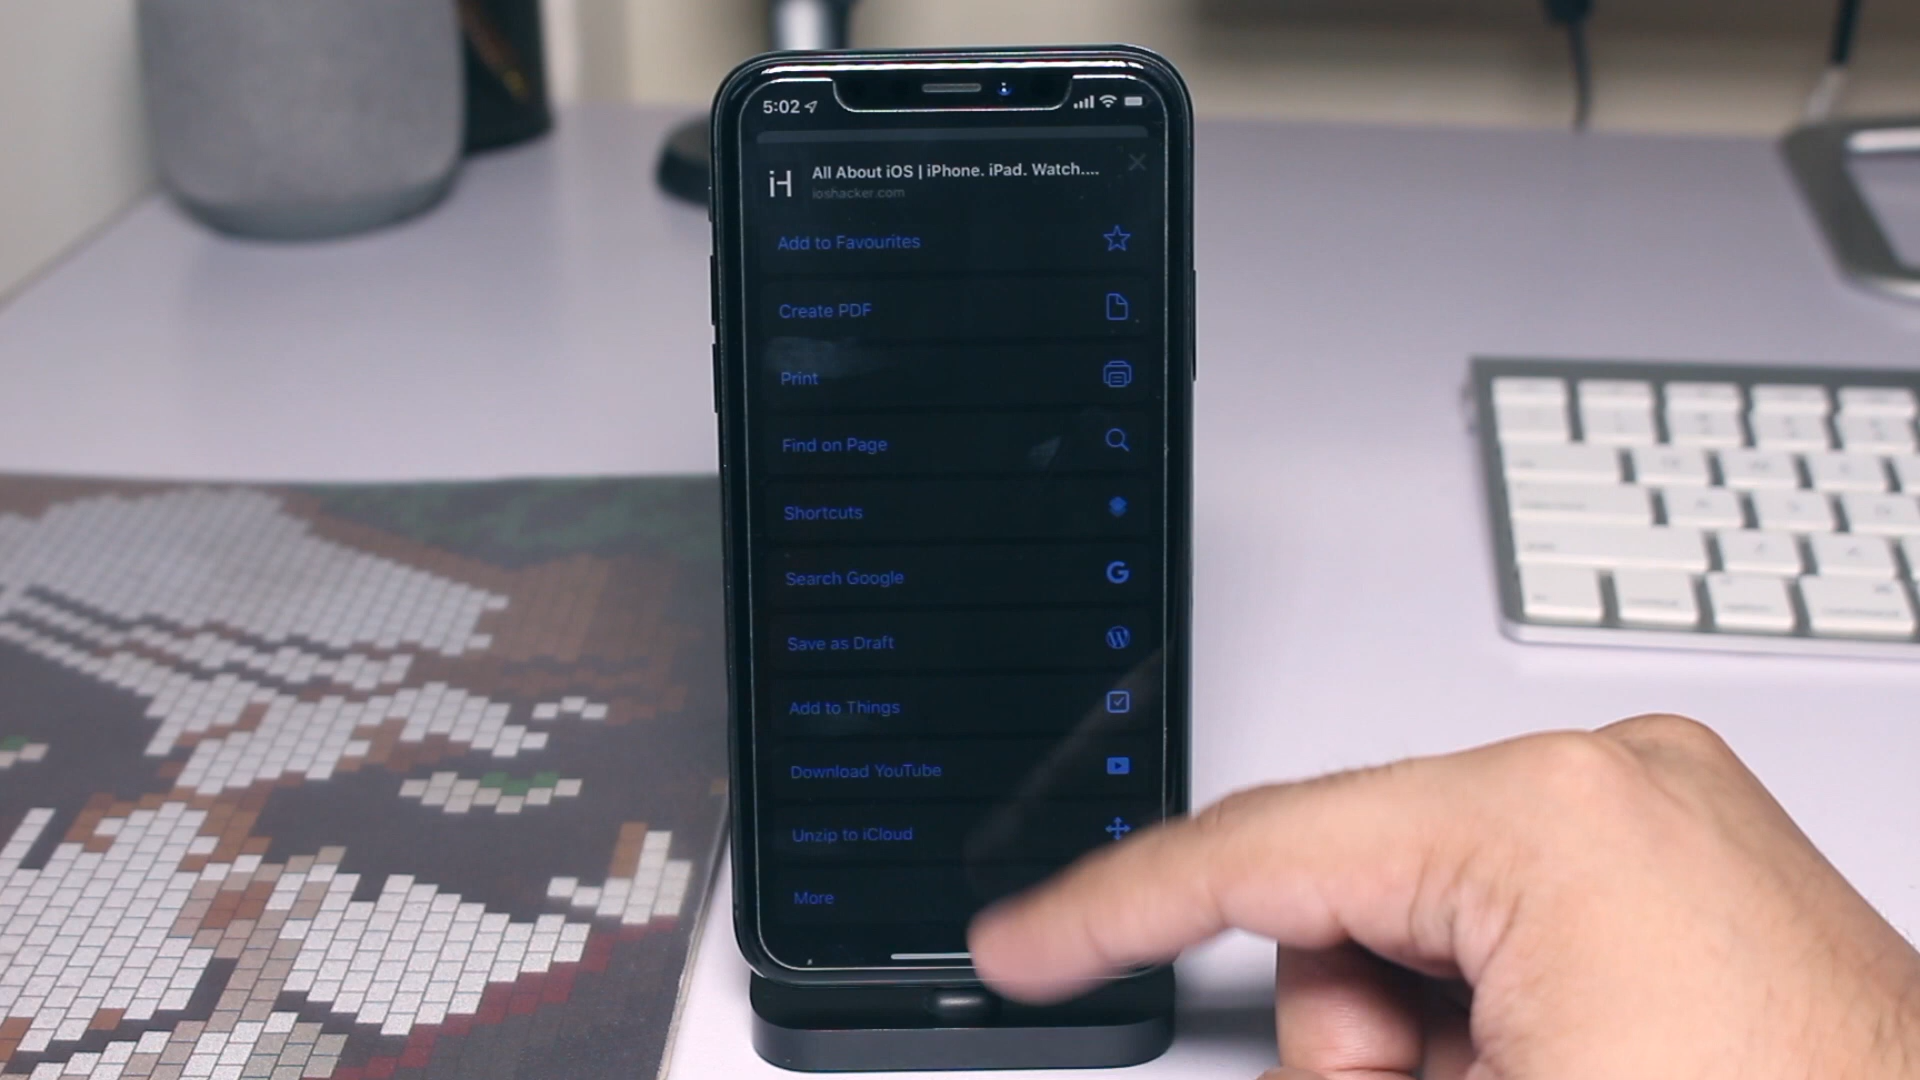 5:02
iH
All About iOS | iPhone. iPad. Watch....
ioshacker.com
Add to Favourites
Create PDF
Print
Find on Page
Shortcuts
Search Google
Save as Draft
Add to Things
Download YouTube
Unzip to iCloud
More